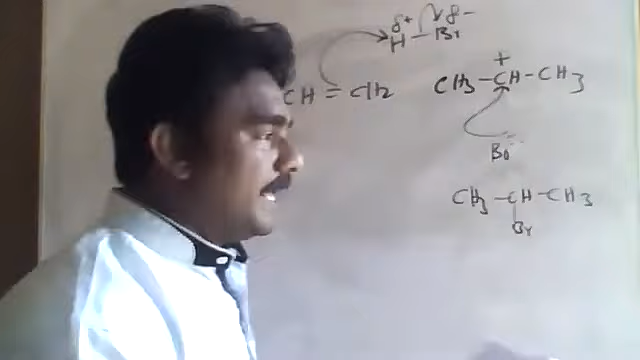 δ+ δ-
H - Br
CH = CH2
+
CH3 - CH - CH3
Br
CH3 - CH - CH3
Br